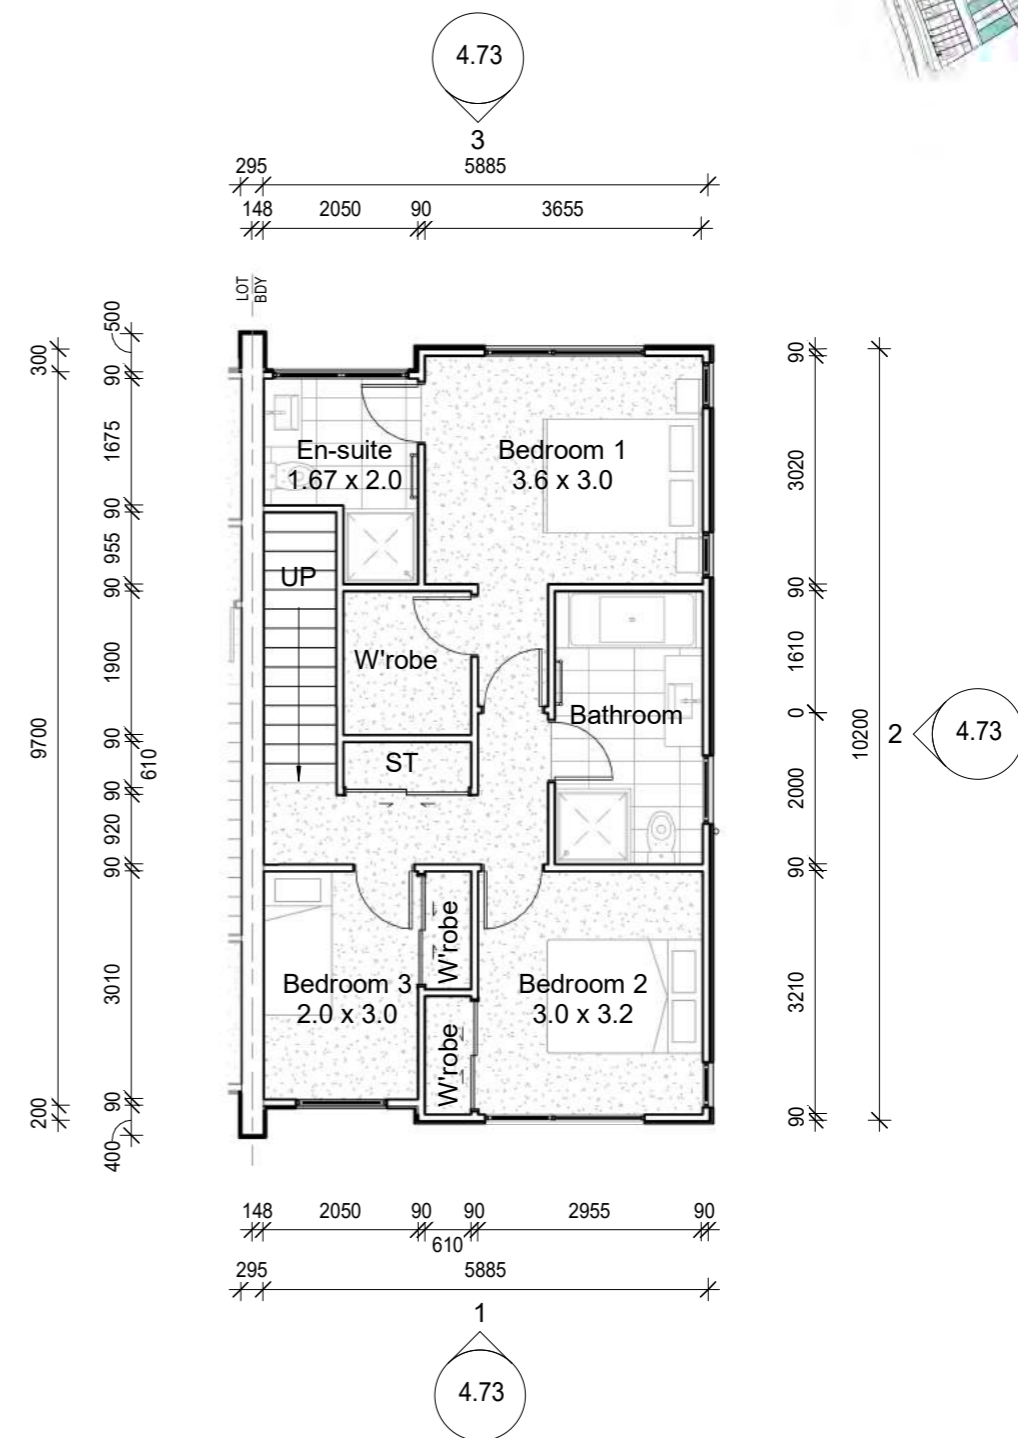 4.73
3
295 5885
148 2050 90 3655
LOT
BDY
500
300
90
1675
90
955
90
1900
90
610
90
920
90
3010
90
400
9700
200
En-suite
1.67 x 2.0
Bedroom 1
3.6 x 3.0
UP
W'robe
Bathroom
ST
Bedroom 3
2.0 x 3.0
W'robe
W'robe
Bedroom 2
3.0 x 3.2
90
3020
90
1610
0
2000
90
3210
90
10200
2
4.73
148 2050 90 90 2955 90
610
295 5885
1
4.73